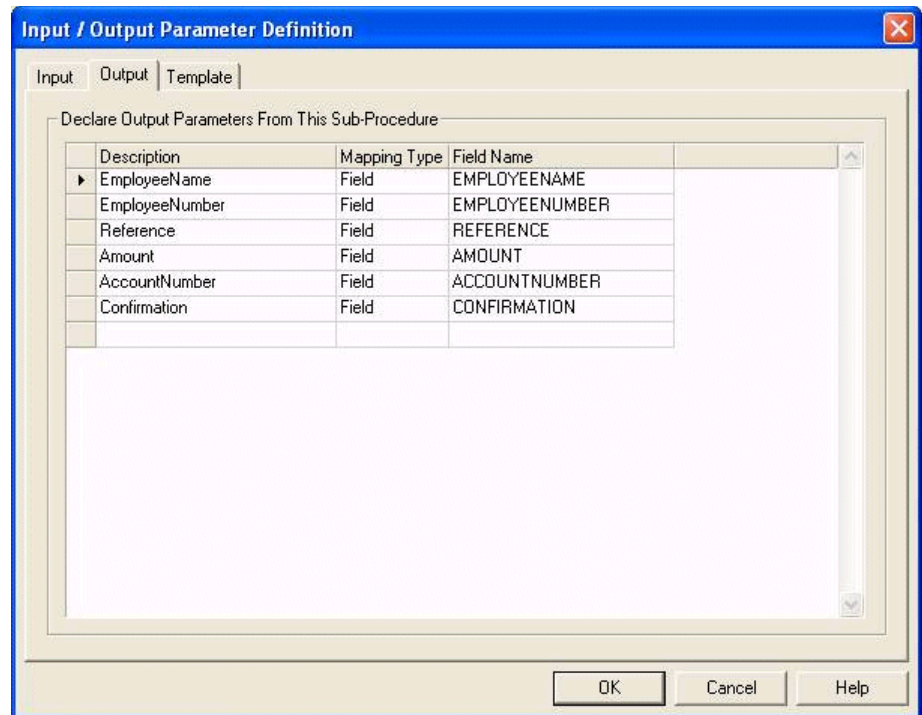 Input / Output Parameter Definition
Input Output Template
Declare Output Parameters From This Sub-Procedure
Description Mapping Type Field Name
EmployeeName Field EMPLOYEENAME
EmployeeNumber Field EMPLOYEENUMBER
Reference Field REFERENCE
Amount Field AMOUNT
AccountNumber Field ACCOUNTNUMBER
Confirmation Field CONFIRMATION
OK Cancel Help